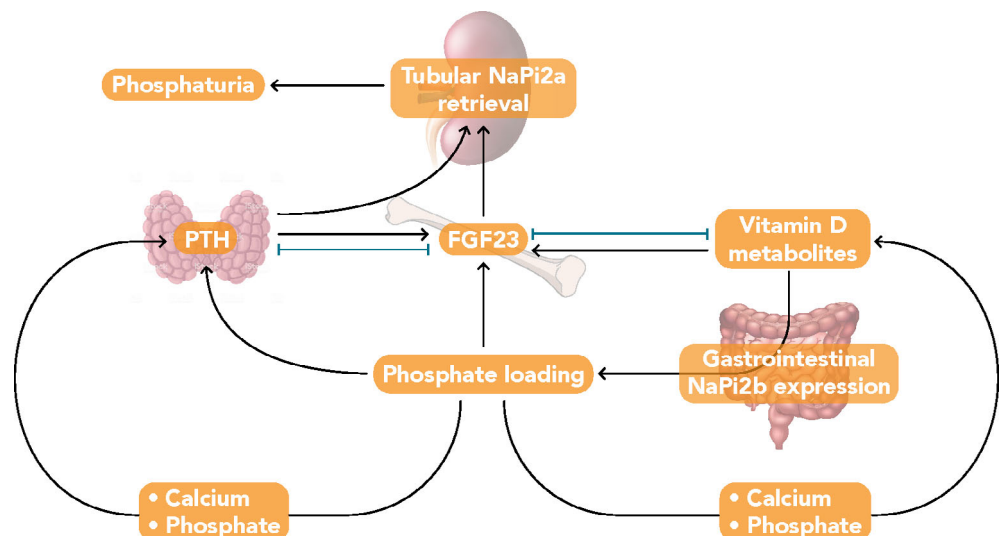 Phosphaturia
Tubular NaPi2a
retrieval
PTH
FGF23
Vitamin D
metabolites
Phosphate loading
Gastrointestinal
NaPi2b expression
• Calcium
• Phosphate
• Calcium
• Phosphate